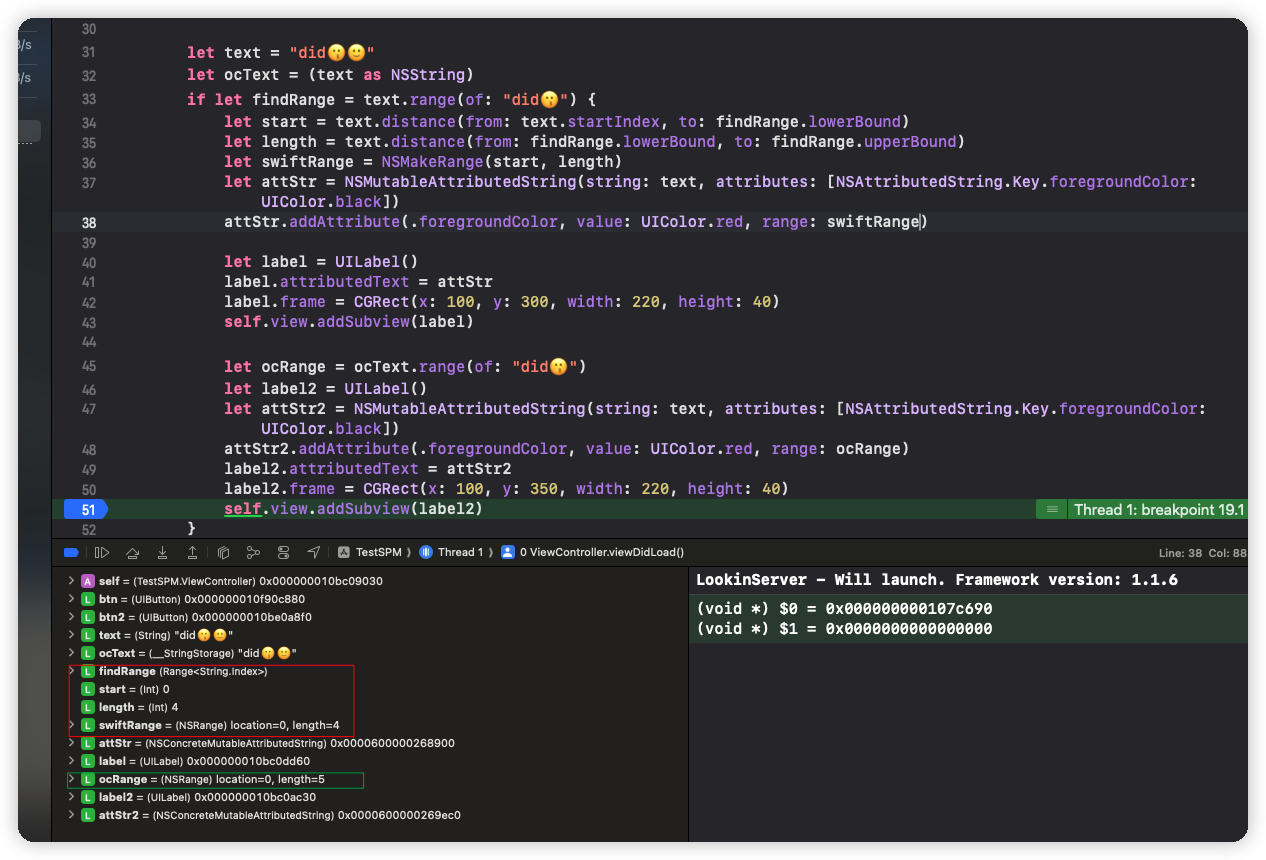 3/s
3/s
30
31 let text = "did😗🙂"
32 let ocText = (text as NSString)
33 if let findRange = text.range(of: "did😗") {
34 let start = text.distance(from: text.startIndex, to: findRange.lowerBound)
35 let length = text.distance(from: findRange.lowerBound, to: findRange.upperBound)
36 let swiftRange = NSMakeRange(start, length)
37 let attStr = NSMutableAttributedString(string: text, attributes: [NSAttributedString.Key.foregroundColor:
UIColor.black])
38 attStr.addAttribute(.foregroundColor, value: UIColor.red, range: swiftRange)
39
40 let label = UILabel()
41 label.attributedText = attStr
42 label.frame = CGRect(x: 100, y: 300, width: 220, height: 40)
43 self.view.addSubview(label)
44
45 let ocRange = ocText.range(of: "did😗")
46 let label2 = UILabel()
47 let attStr2 = NSMutableAttributedString(string: text, attributes: [NSAttributedString.Key.foregroundColor:
UIColor.black])
48 attStr2.addAttribute(.foregroundColor, value: UIColor.red, range: ocRange)
49 label2.attributedText = attStr2
50 label2.frame = CGRect(x: 100, y: 350, width: 220, height: 40)
51 self.view.addSubview(label2) Thread 1: breakpoint 19.1
52 }
TestSPM ⟩ Thread 1 ⟩ 0 ViewController.viewDidLoad() Line: 38 Col: 88
A self = (TestSPM.ViewController) 0x000000010bc09030
L btn = (UIButton) 0x000000010f90c880
L btn2 = (UIButton) 0x000000010be0a8f0
L text = (String) "did😗🙂"
L ocText = (__StringStorage) "did😗🙂"
L findRange (Range<String.Index>)
L start = (Int) 0
L length = (Int) 4
L swiftRange = (NSRange) location=0, length=4
L attStr = (NSConcreteMutableAttributedString) 0x0000600000268900
L label = (UILabel) 0x000000010bc0dd60
L ocRange = (NSRange) location=0, length=5
L label2 = (UILabel) 0x000000010bc0ac30
L attStr2 = (NSConcreteMutableAttributedString) 0x0000600000269ec0
LookinServer - Will launch. Framework version: 1.1.6
(void *) $0 = 0x000000000107c690
(void *) $1 = 0x0000000000000000